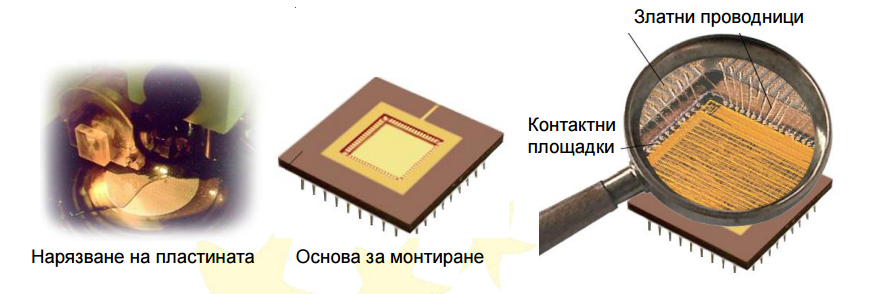 Златни проводници
Контактни
площадки
Нарязване на пластината
Основа за монтиране